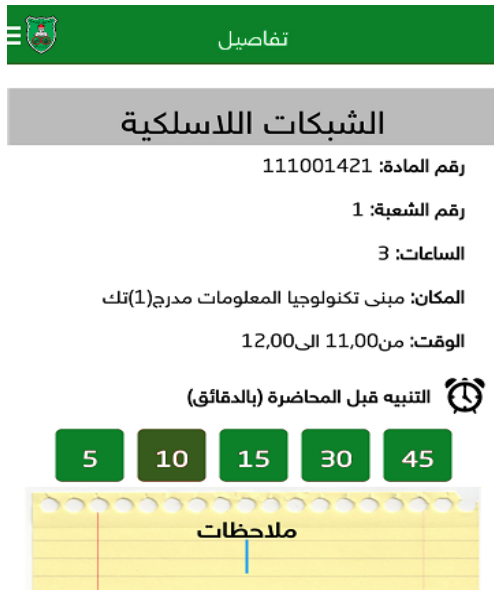 تفاصيل
الشبكات اللاسلكية
رقم المادة: 111001421
رقم الشعبة: 1
الساعات: 3
المكان: مبنى تكنولوجيا المعلومات مدرج(1)تك
الوقت: من11,00 الى12,00
التنبيه قبل المحاضرة (بالدقائق)
5 10 15 30 45
ملاحظات